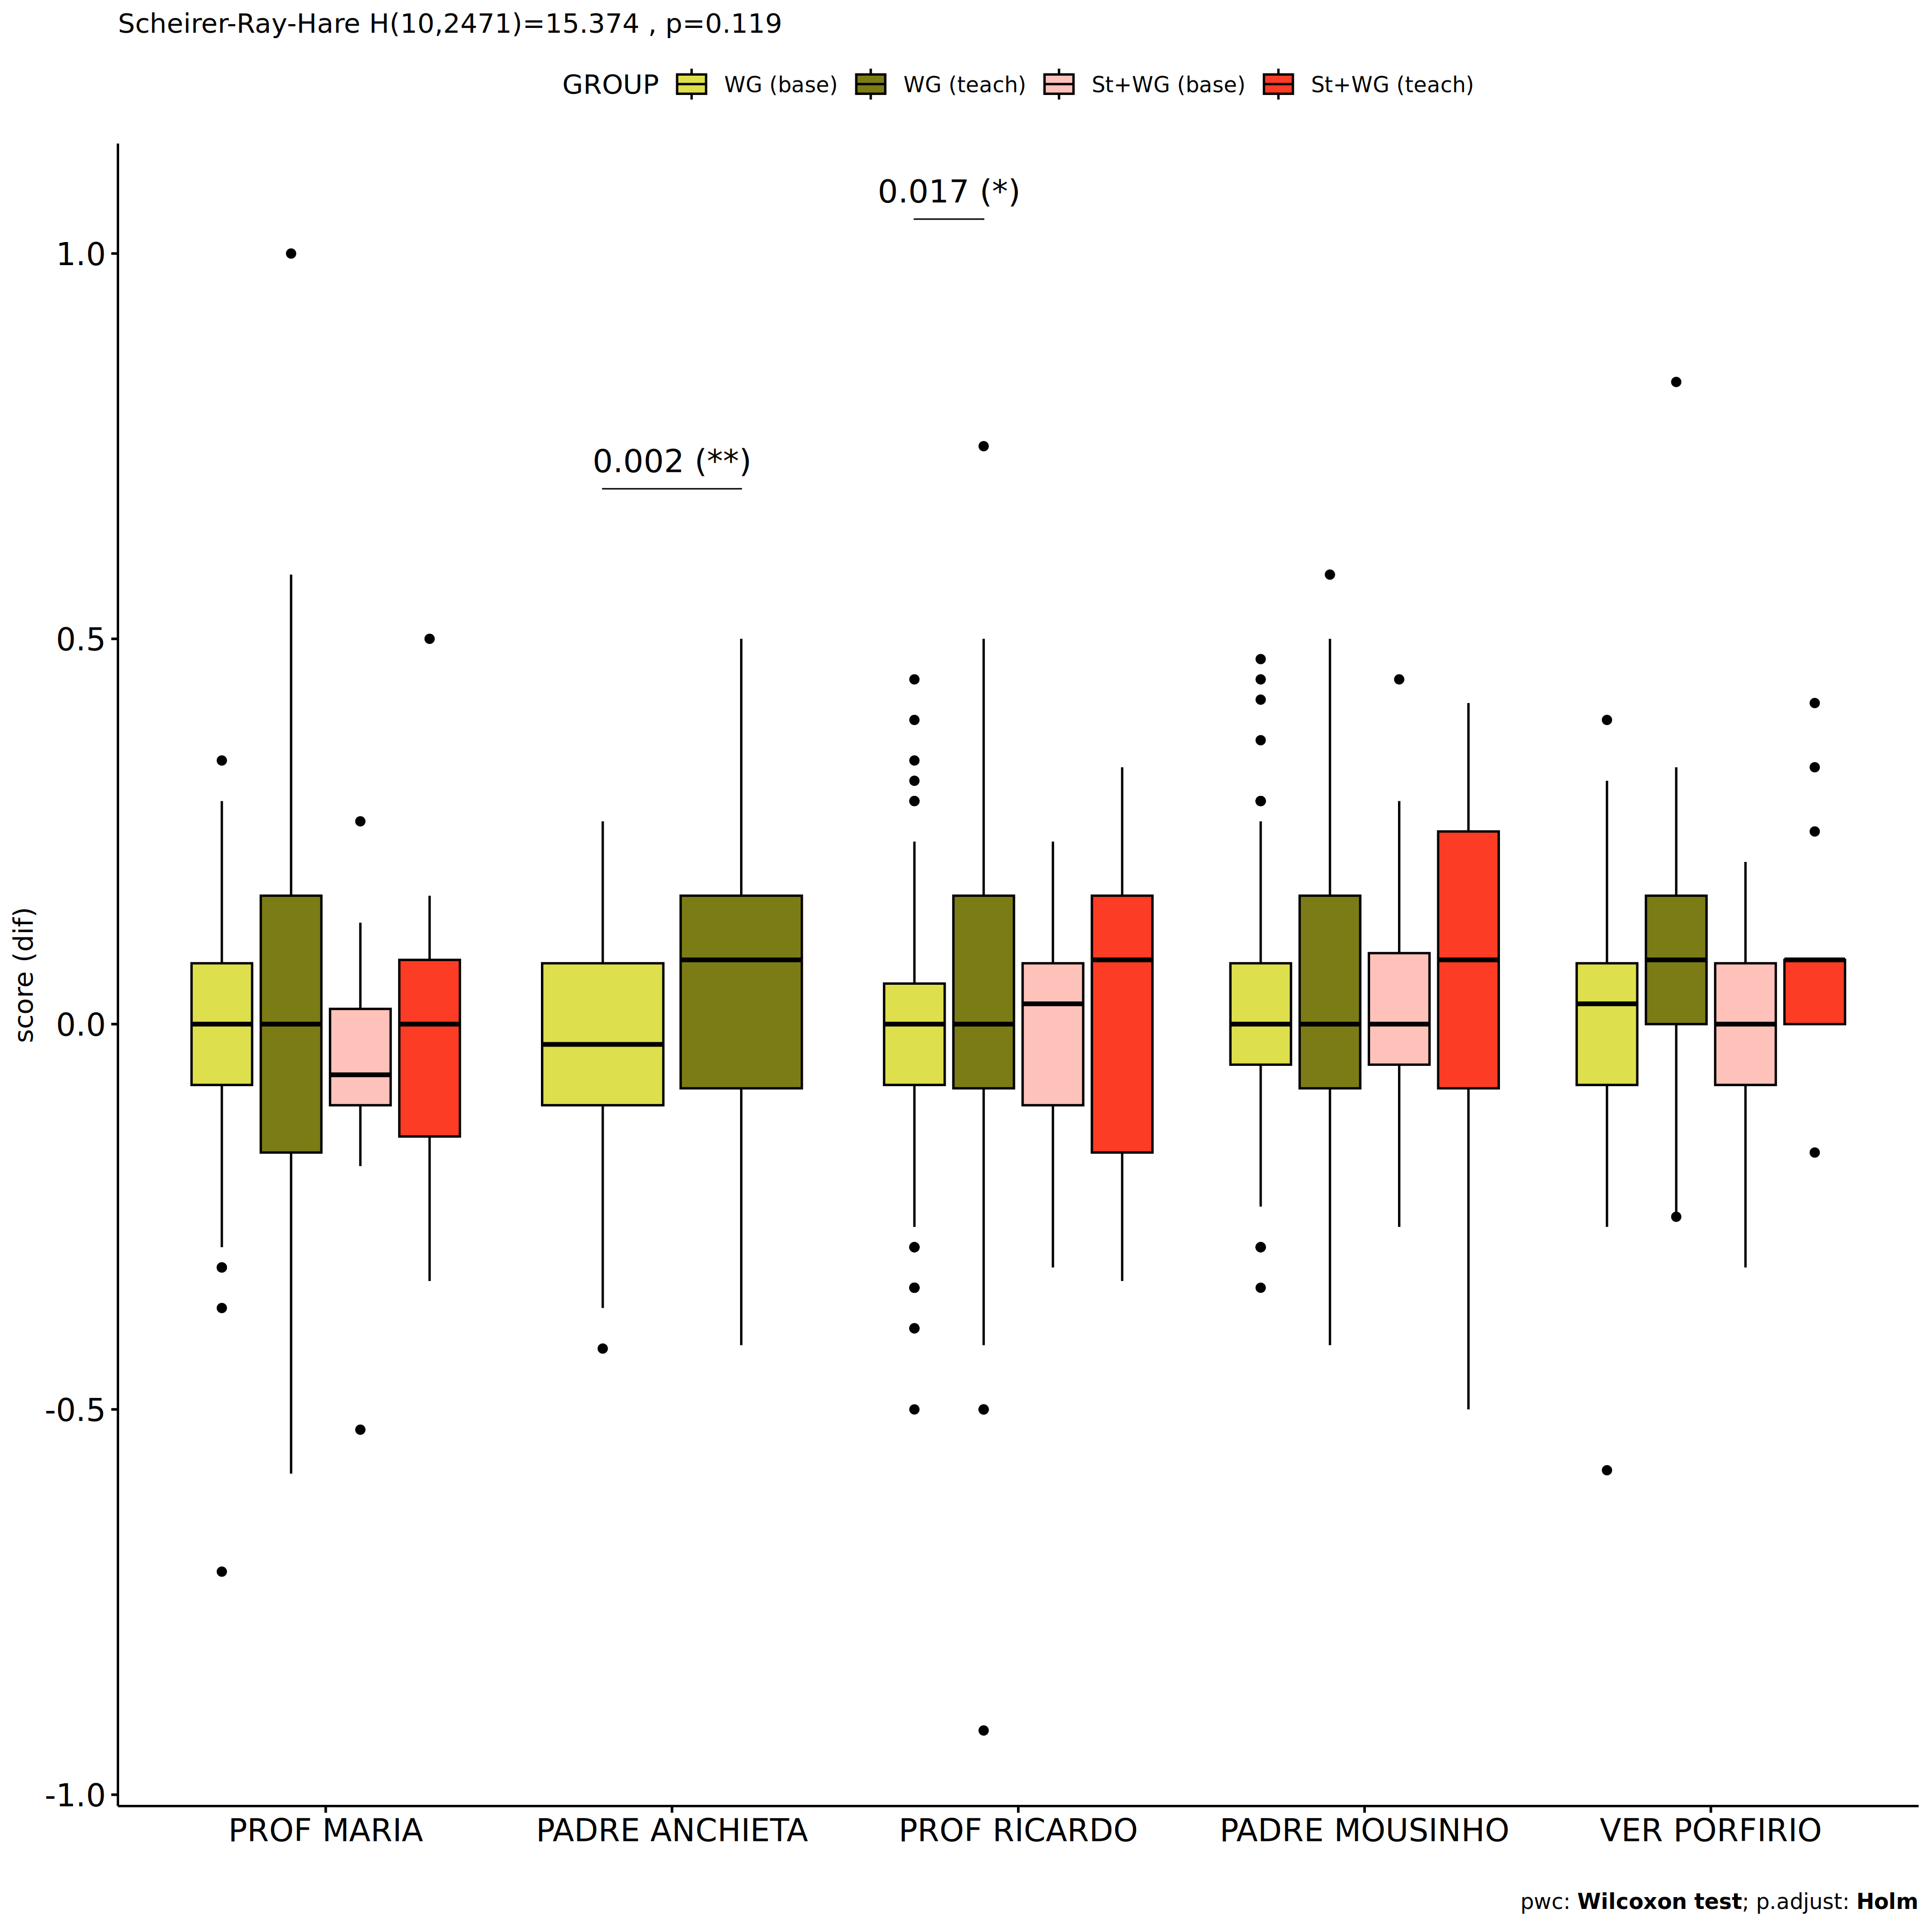 Scheirer-Ray-Hare H(10,2471)=15.374 , p=0.119
GROUP WG (base) WG (teach) St+WG (base) St+WG (teach)
0.017 (*)
0.002 (**)
1.0
0.5
0.0
-0.5
-1.0
score (dif)
PROF MARIA PADRE ANCHIETA PROF RICARDO PADRE MOUSINHO VER PORFIRIO
pwc: Wilcoxon test; p.adjust: Holm